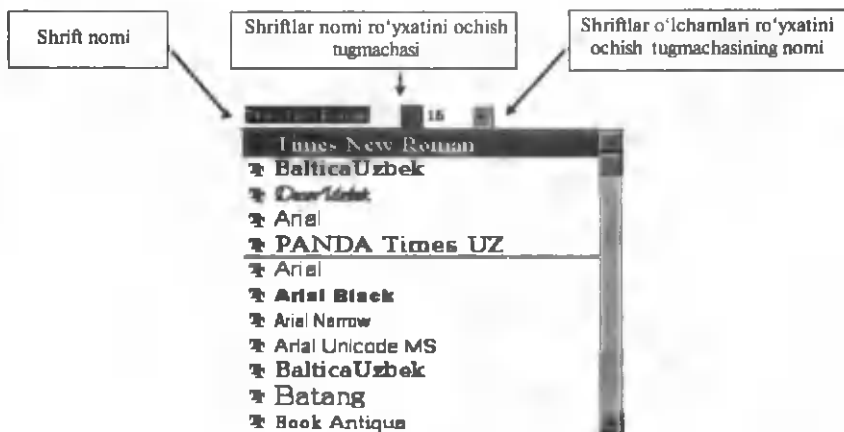 Shrift nomi
Shriftlar nomi ro‘yxatini ochish
tugmachasi
Shriftlar o‘lchamlari ro‘yxatini
ochish tugmachasining nomi
16
Times New Roman
BalticaUzbek
Arial
PANDA Times UZ
Arial
Arial Black
Arial Narrow
Arial Unicode MS
BalticaUzbek
Batang
Book Antiqua